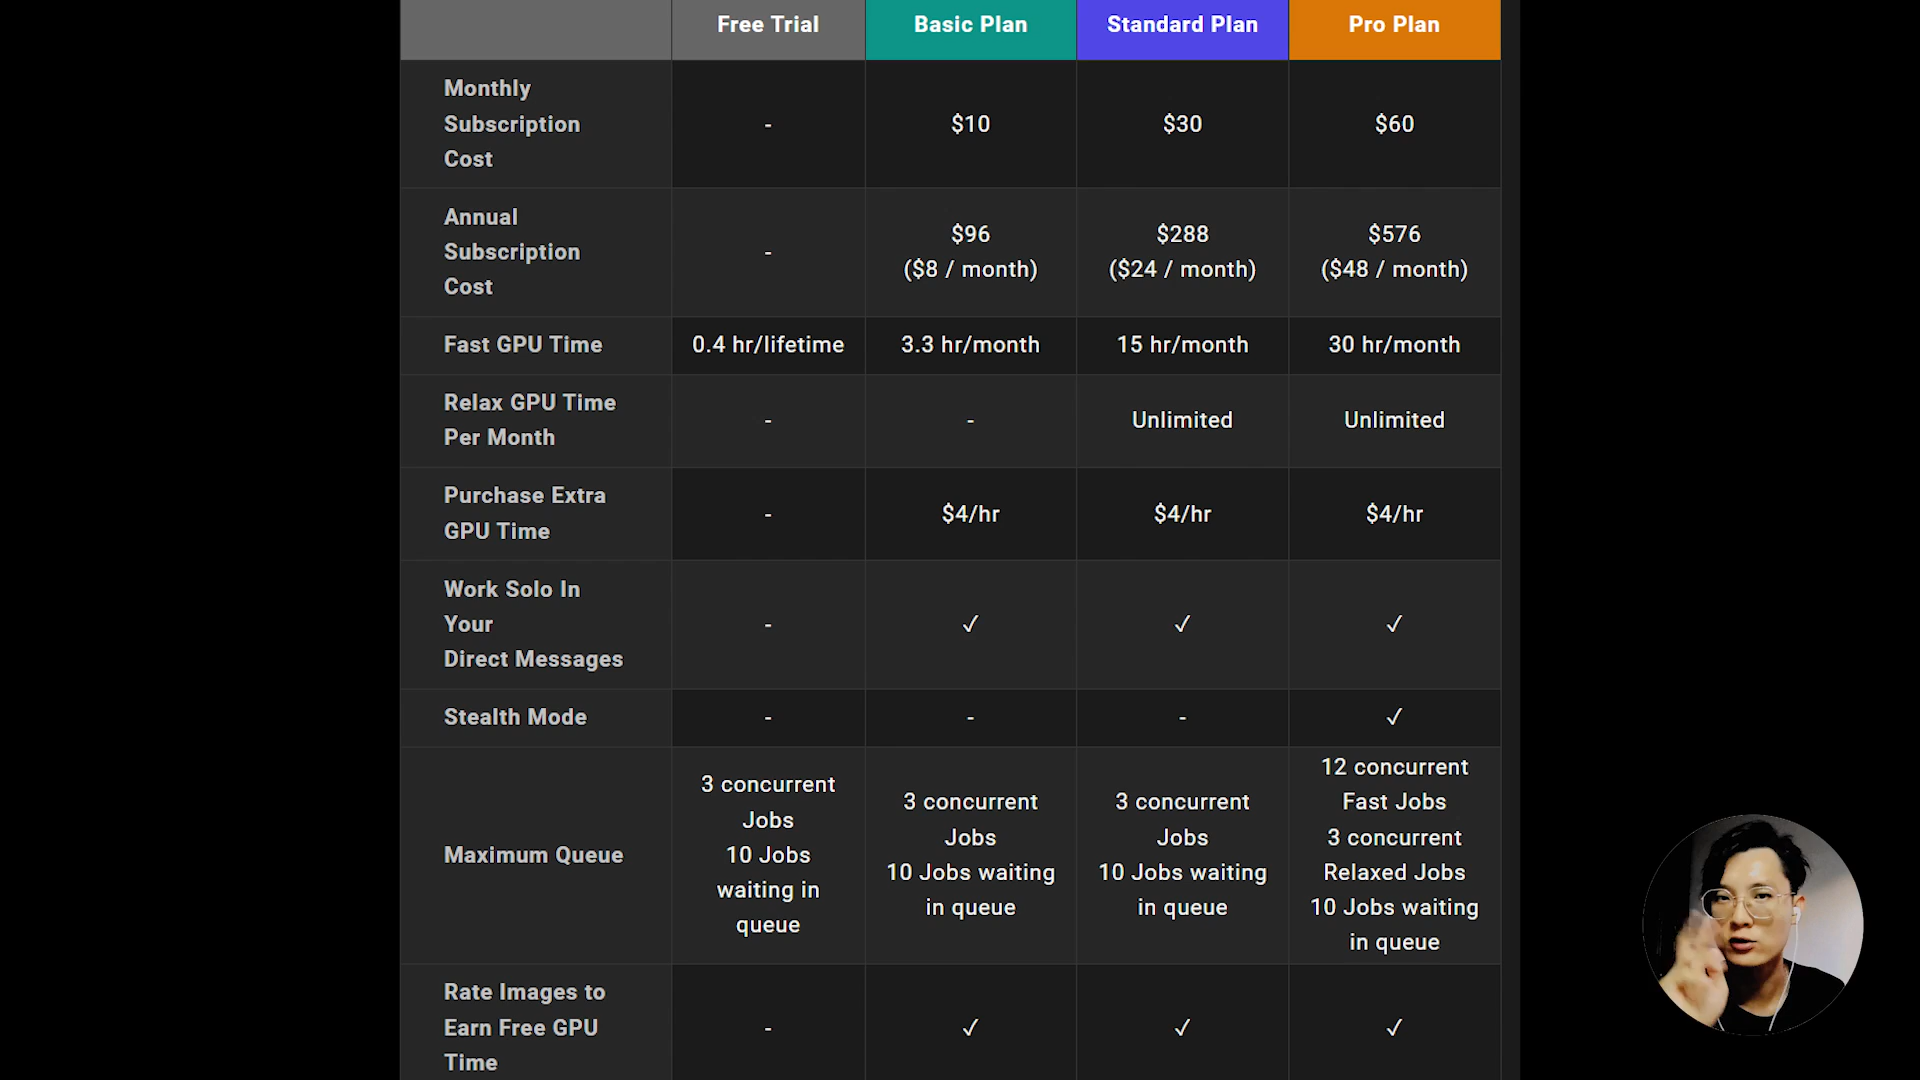 Free Trial
Basic Plan
Standard Plan
Pro Plan
Monthly
Subscription
Cost
-
$10
$30
$60
Annual
Subscription
Cost
-
$96
($8 / month)
$288
($24 / month)
$576
($48 / month)
Fast GPU Time
0.4 hr/lifetime
3.3 hr/month
15 hr/month
30 hr/month
Relax GPU Time
Per Month
-
-
Unlimited
Unlimited
Purchase Extra
GPU Time
-
$4/hr
$4/hr
$4/hr
Work Solo In
Your
Direct Messages
-
✓
✓
✓
Stealth Mode
-
-
-
✓
Maximum Queue
3 concurrent
Jobs
10 Jobs
waiting in
queue
3 concurrent
Jobs
10 Jobs waiting
in queue
3 concurrent
Jobs
10 Jobs waiting
in queue
12 concurrent
Fast Jobs
3 concurrent
Relaxed Jobs
10 Jobs waiting
in queue
Rate Images to
Earn Free GPU
Time
-
✓
✓
✓